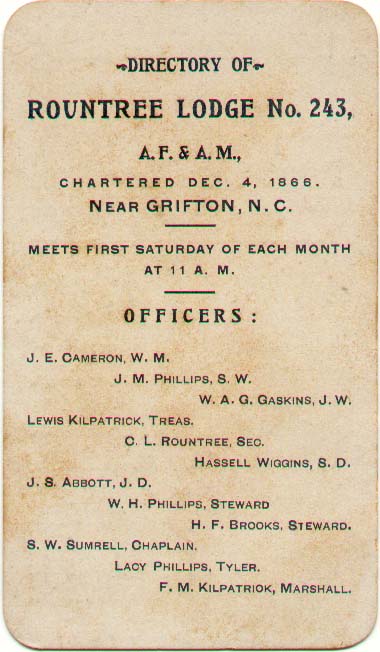 DIRECTORY OF
ROUNTREE LODGE No. 243,
A. F. & A. M.,
CHARTERED DEC. 4, 1866.
NEAR GRIFTON, N. C.
MEETS FIRST SATURDAY OF EACH MONTH
AT 11 A. M.
OFFICERS:
J. E. CAMERON, W. M.
J. M. PHILLIPS, S. W.
W. A. G. GASKINS, J. W.
LEWIS KILPATRICK, TREAS.
C. L. ROUNTREE, SEC.
HASSELL WIGGINS, S. D.
J. S. ABBOTT, J. D.
W. H. PHILLIPS, STEWARD
H. F. BROOKS, STEWARD.
S. W. SUMRELL, CHAPLAIN.
LACY PHILLIPS, TYLER.
F. M. KILPATRICK, MARSHALL.